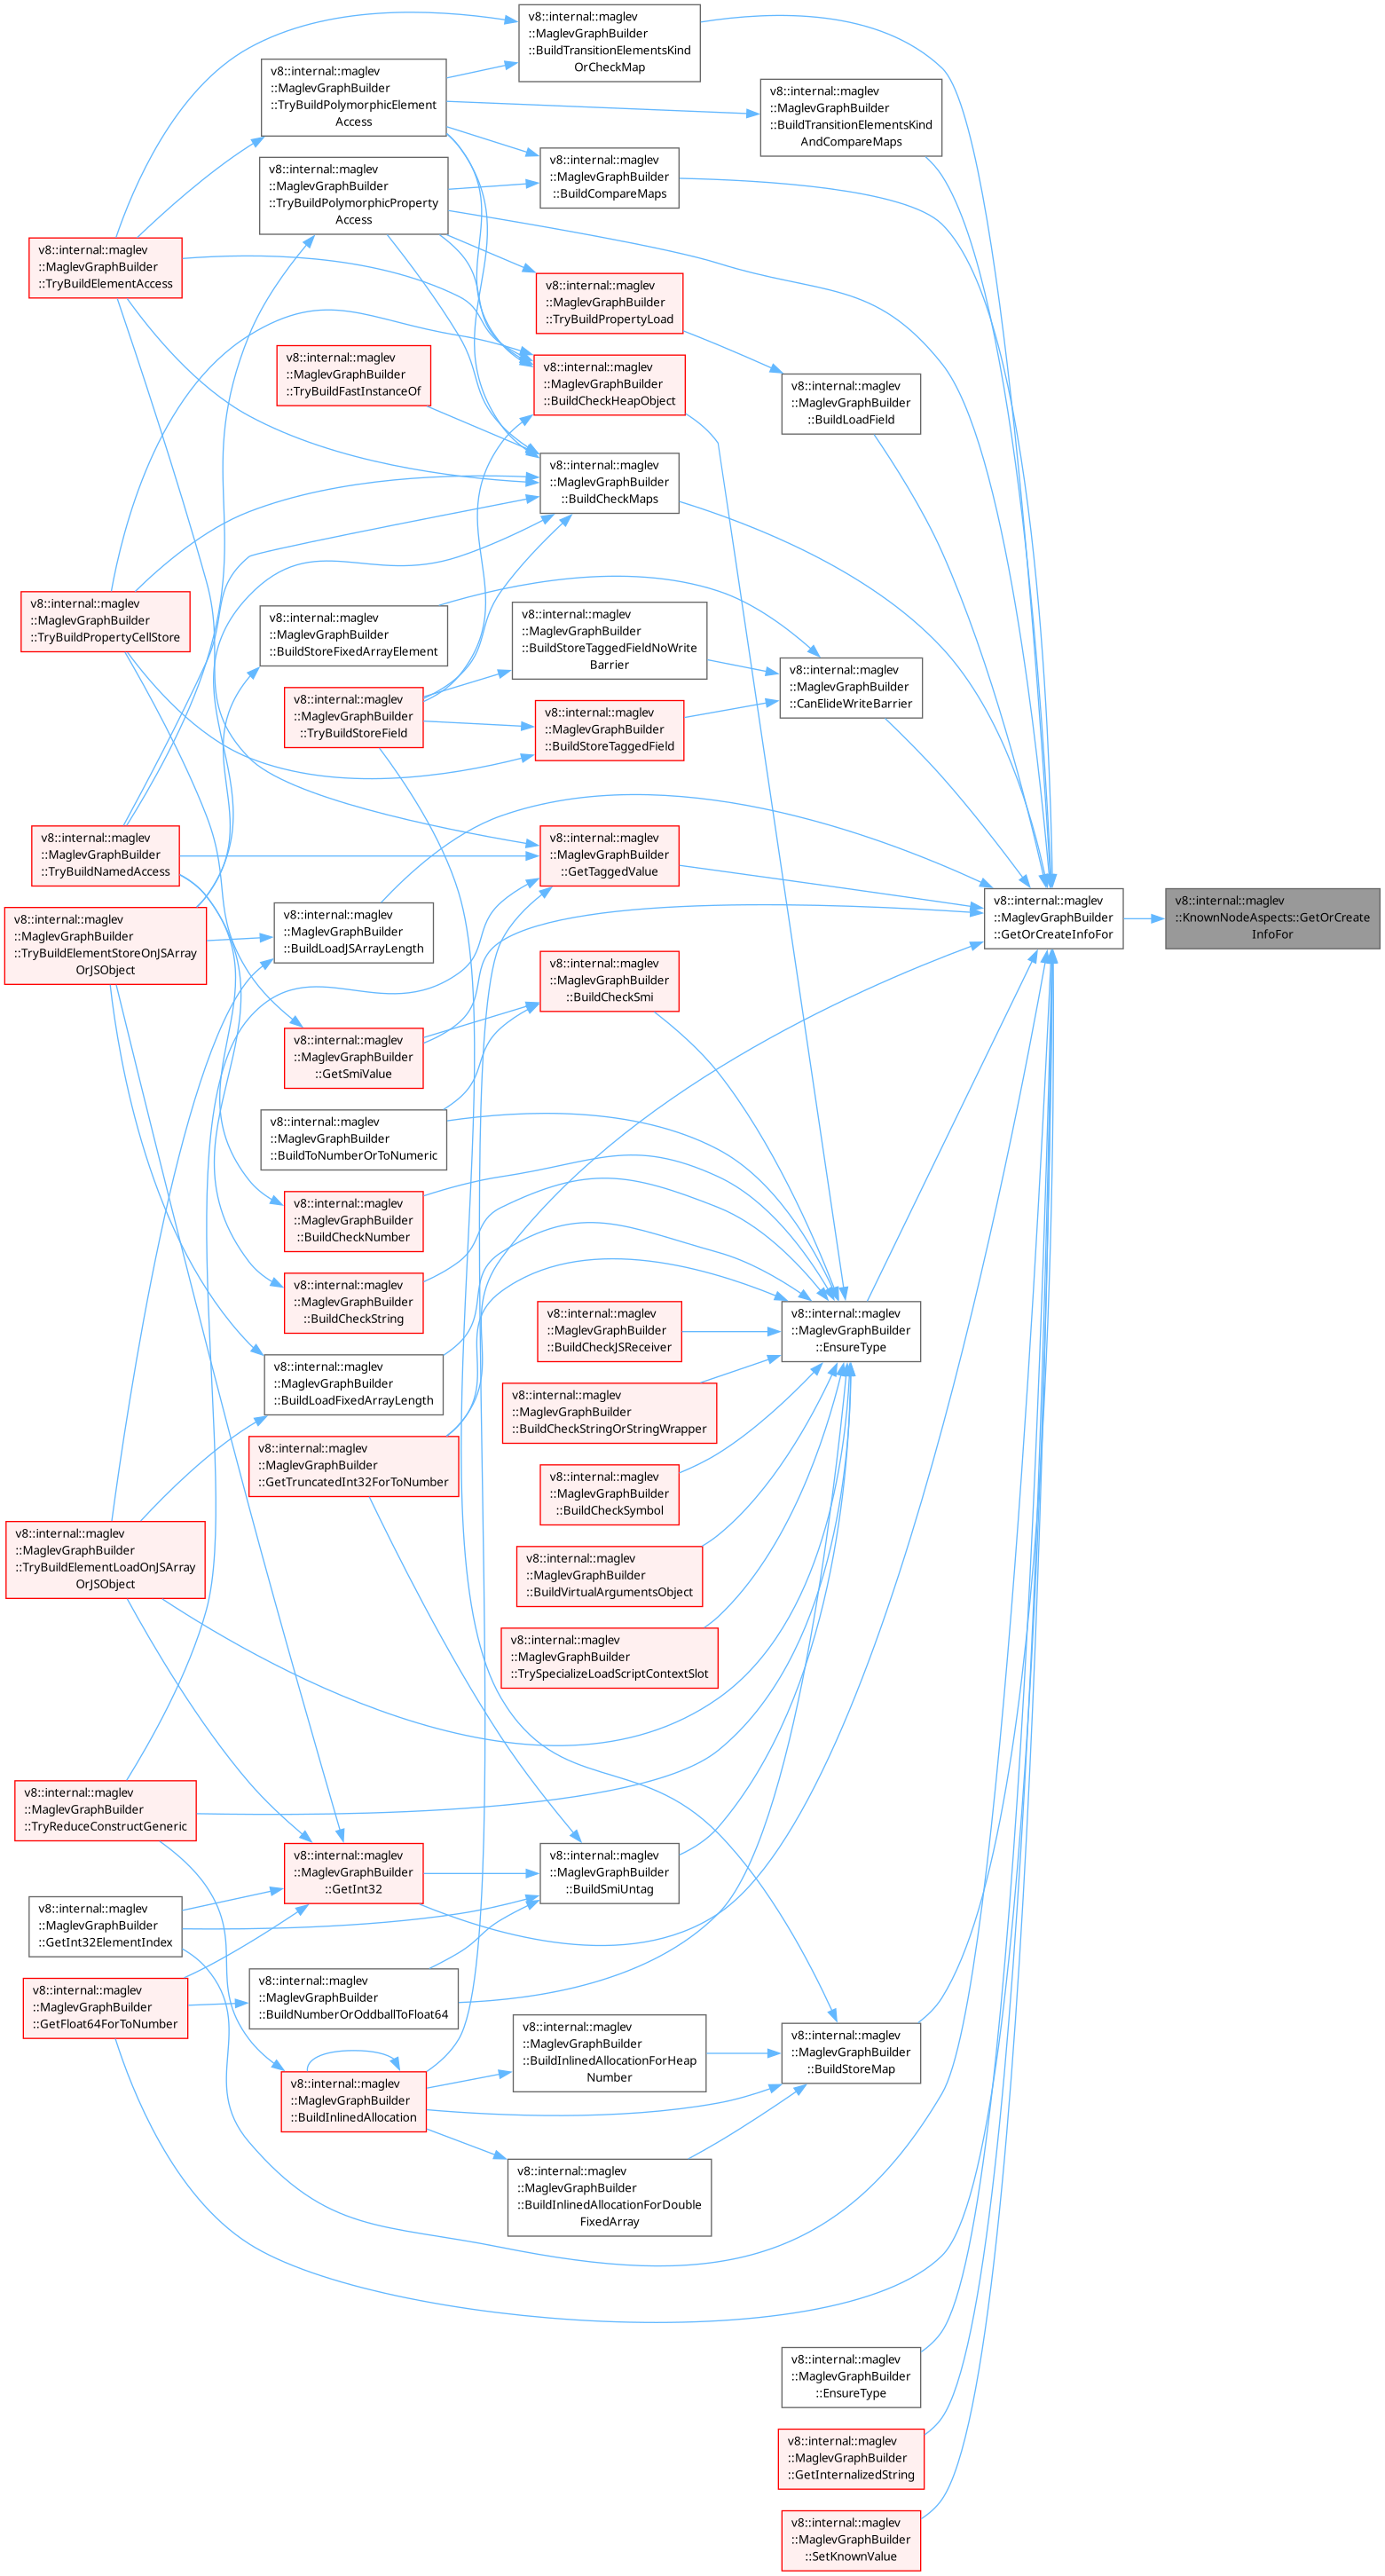 v8::internal::maglev
::MaglevGraphBuilder
::BuildTransitionElementsKind
OrCheckMap
v8::internal::maglev
::MaglevGraphBuilder
::TryBuildPolymorphicElement
Access
v8::internal::maglev
::MaglevGraphBuilder
::BuildTransitionElementsKind
AndCompareMaps
v8::internal::maglev
::MaglevGraphBuilder
::BuildCompareMaps
v8::internal::maglev
::MaglevGraphBuilder
::TryBuildPolymorphicProperty
Access
v8::internal::maglev
::MaglevGraphBuilder
::TryBuildElementAccess
v8::internal::maglev
::MaglevGraphBuilder
::TryBuildPropertyLoad
v8::internal::maglev
::MaglevGraphBuilder
::TryBuildFastInstanceOf
v8::internal::maglev
::MaglevGraphBuilder
::BuildCheckHeapObject
v8::internal::maglev
::MaglevGraphBuilder
::BuildLoadField
v8::internal::maglev
::MaglevGraphBuilder
::BuildCheckMaps
v8::internal::maglev
::MaglevGraphBuilder
::TryBuildPropertyCellStore
v8::internal::maglev
::MaglevGraphBuilder
::BuildStoreFixedArrayElement
v8::internal::maglev
::MaglevGraphBuilder
::BuildStoreTaggedFieldNoWrite
Barrier
v8::internal::maglev
::MaglevGraphBuilder
::CanElideWriteBarrier
v8::internal::maglev
::MaglevGraphBuilder
::TryBuildStoreField
v8::internal::maglev
::MaglevGraphBuilder
::BuildStoreTaggedField
v8::internal::maglev
::MaglevGraphBuilder
::TryBuildNamedAccess
v8::internal::maglev
::MaglevGraphBuilder
::GetTaggedValue
v8::internal::maglev
::MaglevGraphBuilder
::GetOrCreateInfoFor
v8::internal::maglev
::KnownNodeAspects::GetOrCreate
InfoFor
v8::internal::maglev
::MaglevGraphBuilder
::TryBuildElementStoreOnJSArray
OrJSObject
v8::internal::maglev
::MaglevGraphBuilder
::BuildLoadJSArrayLength
v8::internal::maglev
::MaglevGraphBuilder
::BuildCheckSmi
v8::internal::maglev
::MaglevGraphBuilder
::GetSmiValue
v8::internal::maglev
::MaglevGraphBuilder
::BuildToNumberOrToNumeric
v8::internal::maglev
::MaglevGraphBuilder
::BuildCheckNumber
v8::internal::maglev
::MaglevGraphBuilder
::BuildCheckString
v8::internal::maglev
::MaglevGraphBuilder
::BuildCheckJSReceiver
v8::internal::maglev
::MaglevGraphBuilder
::EnsureType
v8::internal::maglev
::MaglevGraphBuilder
::BuildLoadFixedArrayLength
v8::internal::maglev
::MaglevGraphBuilder
::BuildCheckStringOrStringWrapper
v8::internal::maglev
::MaglevGraphBuilder
::GetTruncatedInt32ForToNumber
v8::internal::maglev
::MaglevGraphBuilder
::BuildCheckSymbol
v8::internal::maglev
::MaglevGraphBuilder
::TryBuildElementLoadOnJSArray
OrJSObject
v8::internal::maglev
::MaglevGraphBuilder
::BuildVirtualArgumentsObject
v8::internal::maglev
::MaglevGraphBuilder
::TrySpecializeLoadScriptContextSlot
v8::internal::maglev
::MaglevGraphBuilder
::TryReduceConstructGeneric
v8::internal::maglev
::MaglevGraphBuilder
::GetInt32
v8::internal::maglev
::MaglevGraphBuilder
::BuildSmiUntag
v8::internal::maglev
::MaglevGraphBuilder
::GetInt32ElementIndex
v8::internal::maglev
::MaglevGraphBuilder
::GetFloat64ForToNumber
v8::internal::maglev
::MaglevGraphBuilder
::BuildNumberOrOddballToFloat64
v8::internal::maglev
::MaglevGraphBuilder
::BuildInlinedAllocationForHeap
Number
v8::internal::maglev
::MaglevGraphBuilder
::BuildStoreMap
v8::internal::maglev
::MaglevGraphBuilder
::BuildInlinedAllocation
v8::internal::maglev
::MaglevGraphBuilder
::BuildInlinedAllocationForDouble
FixedArray
v8::internal::maglev
::MaglevGraphBuilder
::EnsureType
v8::internal::maglev
::MaglevGraphBuilder
::GetInternalizedString
v8::internal::maglev
::MaglevGraphBuilder
::SetKnownValue